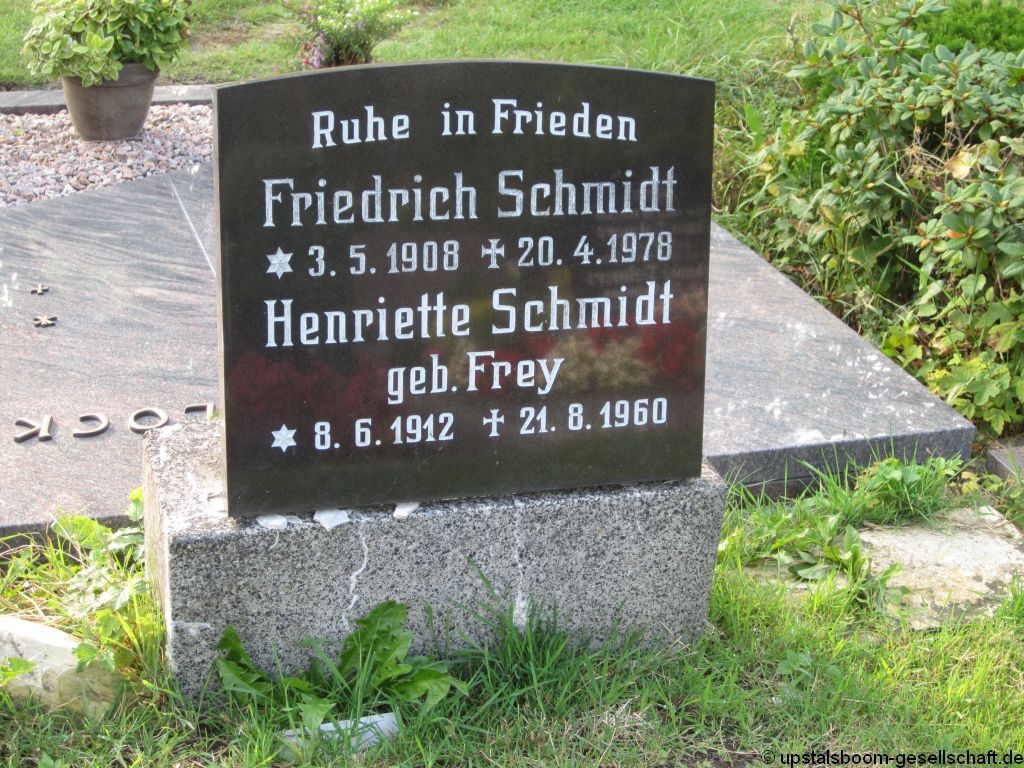 Ruhe in Frieden
Friedrich Schmidt
3. 5. 1908 20. 4. 1978
Henriette Schmidt
geb. Frey
8. 6. 1912 21. 8. 1960
LOCK
© upstalsboom-gesellschaft.de